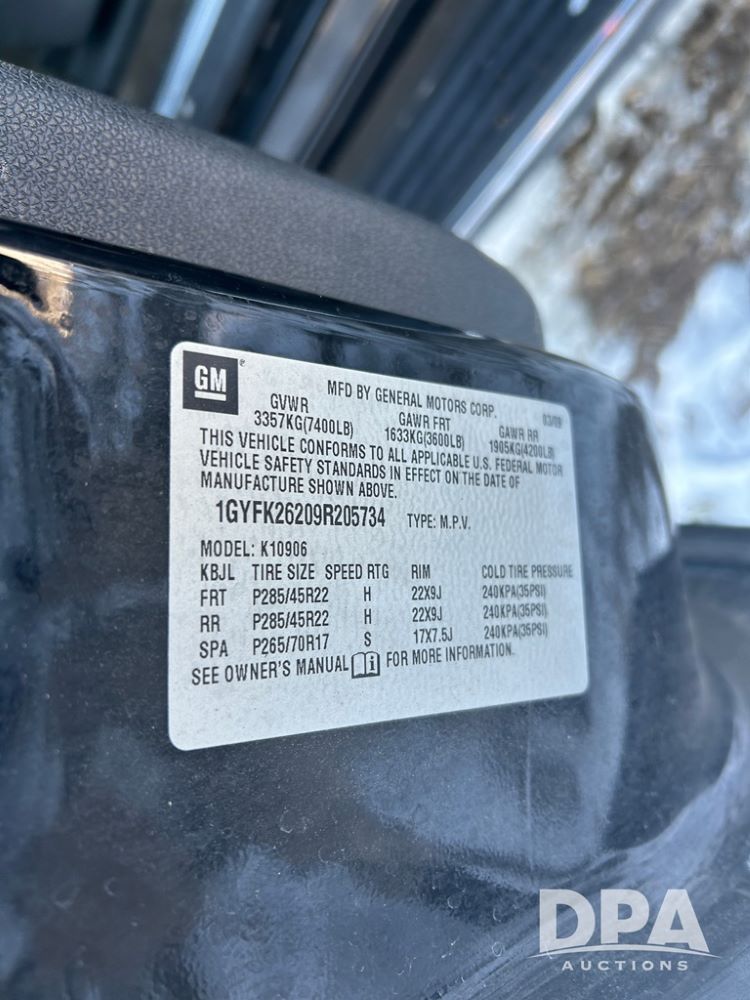 GM
MFD BY GENERAL MOTORS CORP. 03/09
GVWR GAWR FRT GAWR RR
3357KG(7400LB) 1633KG(3600LB) 1905KG(4200LB)
THIS VEHICLE CONFORMS TO ALL APPLICABLE U.S. FEDERAL MOTOR
VEHICLE SAFETY STANDARDS IN EFFECT ON THE DATE OF
MANUFACTURE SHOWN ABOVE.
1GYFK26209R205734 TYPE: M.P.V.
MODEL: K10906
KBJL TIRE SIZE SPEED RTG RIM COLD TIRE PRESSURE
FRT P285/45R22 H 22X9J 240KPA(35PSI)
RR P285/45R22 H 22X9J 240KPA(35PSI)
SPA P265/70R17 S 17X7.5J 240KPA(35PSI)
SEE OWNER'S MANUAL FOR MORE INFORMATION.
DPA
AUCTIONS